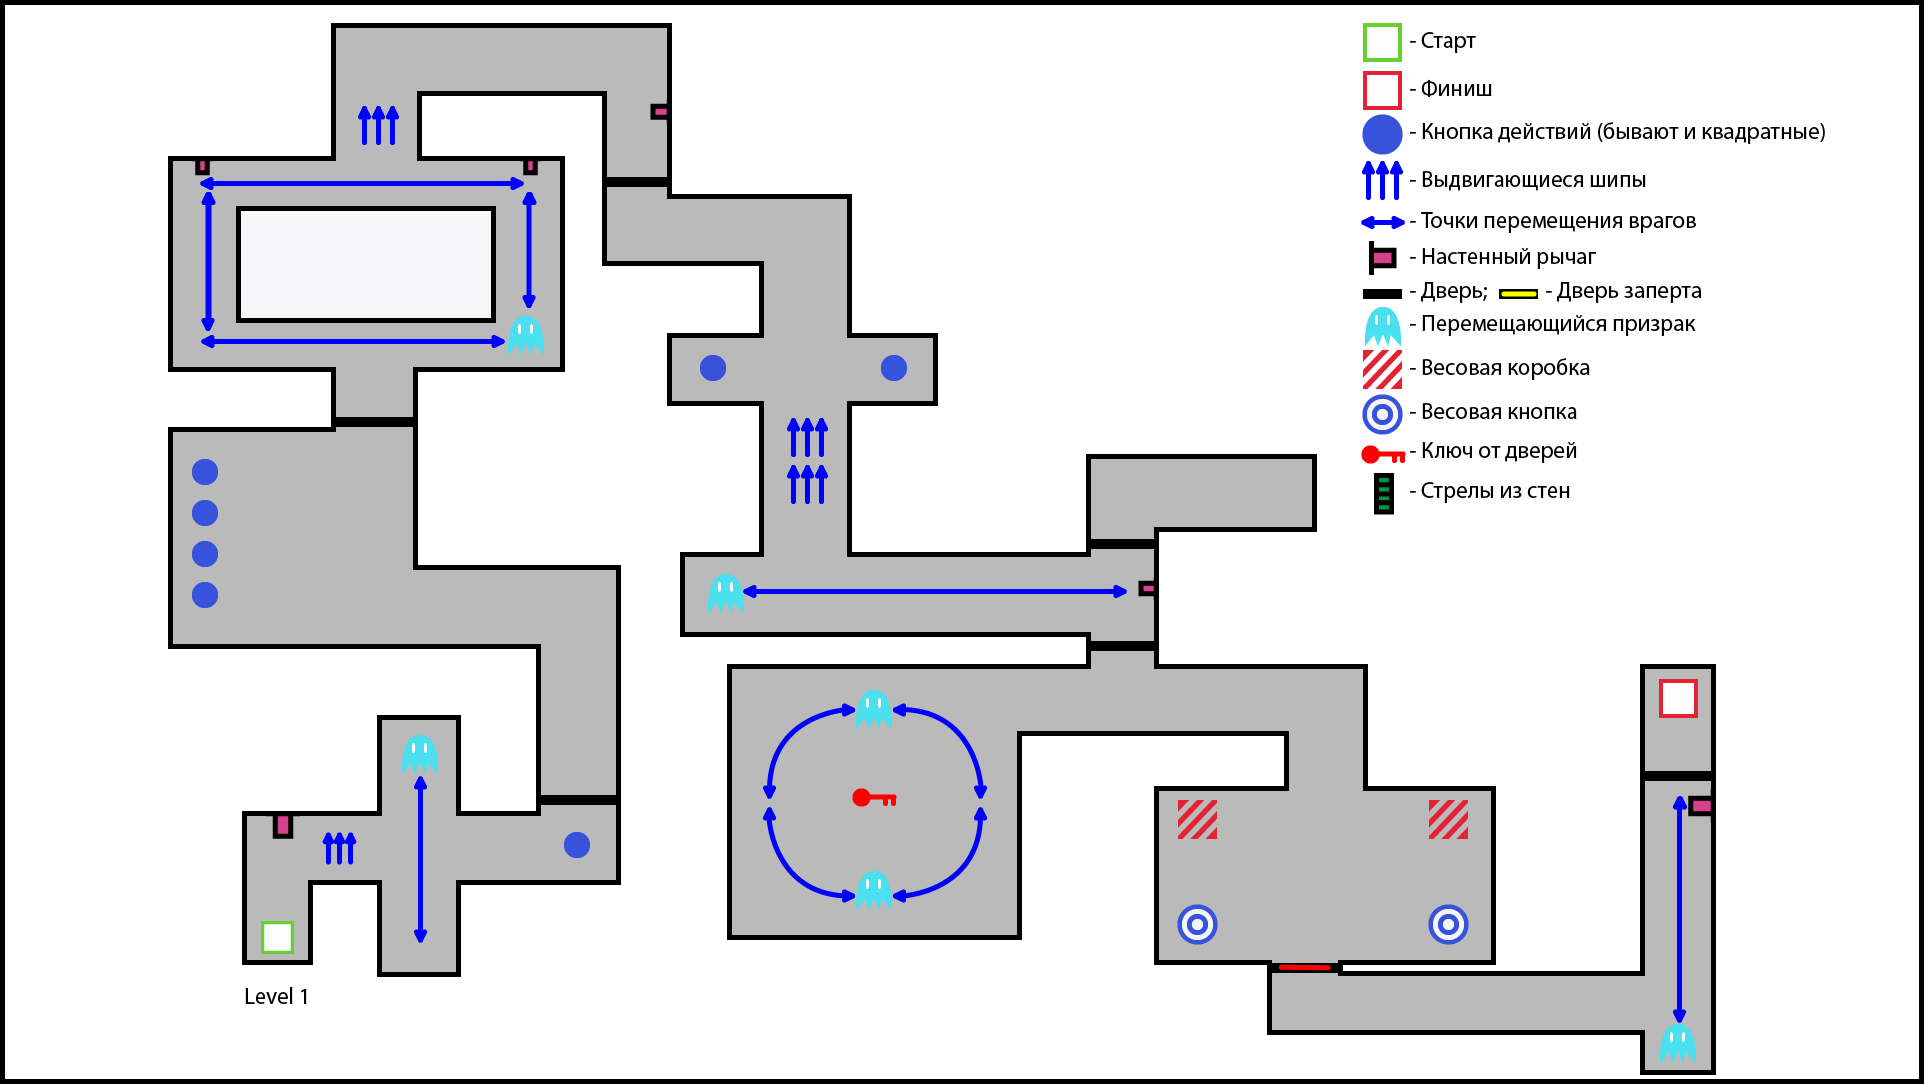 - Старт
- Финиш
- Кнопка действий (бывают и квадратные)
- Выдвигающиеся шипы
- Точки перемещения врагов
- Настенный рычаг
- Дверь; - Дверь заперта
- Перемещающийся призрак
- Весовая коробка
- Весовая кнопка
- Ключ от дверей
- Стрелы из стен
Level 1